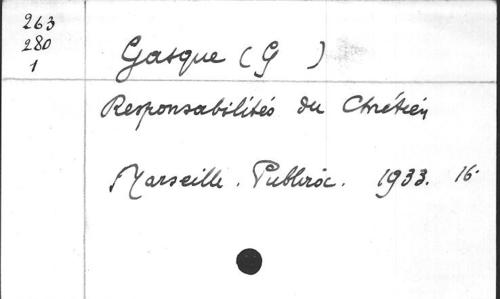 263
280
1
Gasque (G )
Responsabilités du Chrétien
Marseille. Publiroc. 1933. 16.